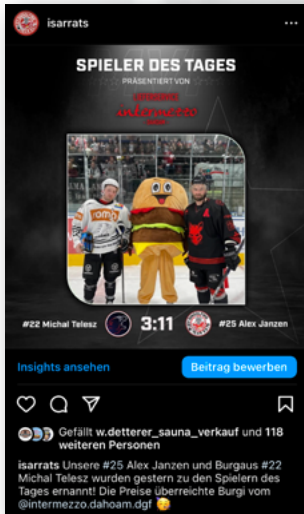 isarrats
SPIELER DES TAGES
PRÄSENTIERT VON
intermezzo
#22 Michal Telesz
3:11
#25 Alex Janzen
Insights ansehen
Beitrag bewerben
Gefällt w.detterer_sauna_verkauf und 118
weiteren Personen
isarrats Unsere #25 Alex Janzen und Burgaus #22
Michal Telesz wurden gestern zu den Spielern des
Tages ernannt! Die Preise überreichte Burgi vom
@intermezzo.dahoam.dgf